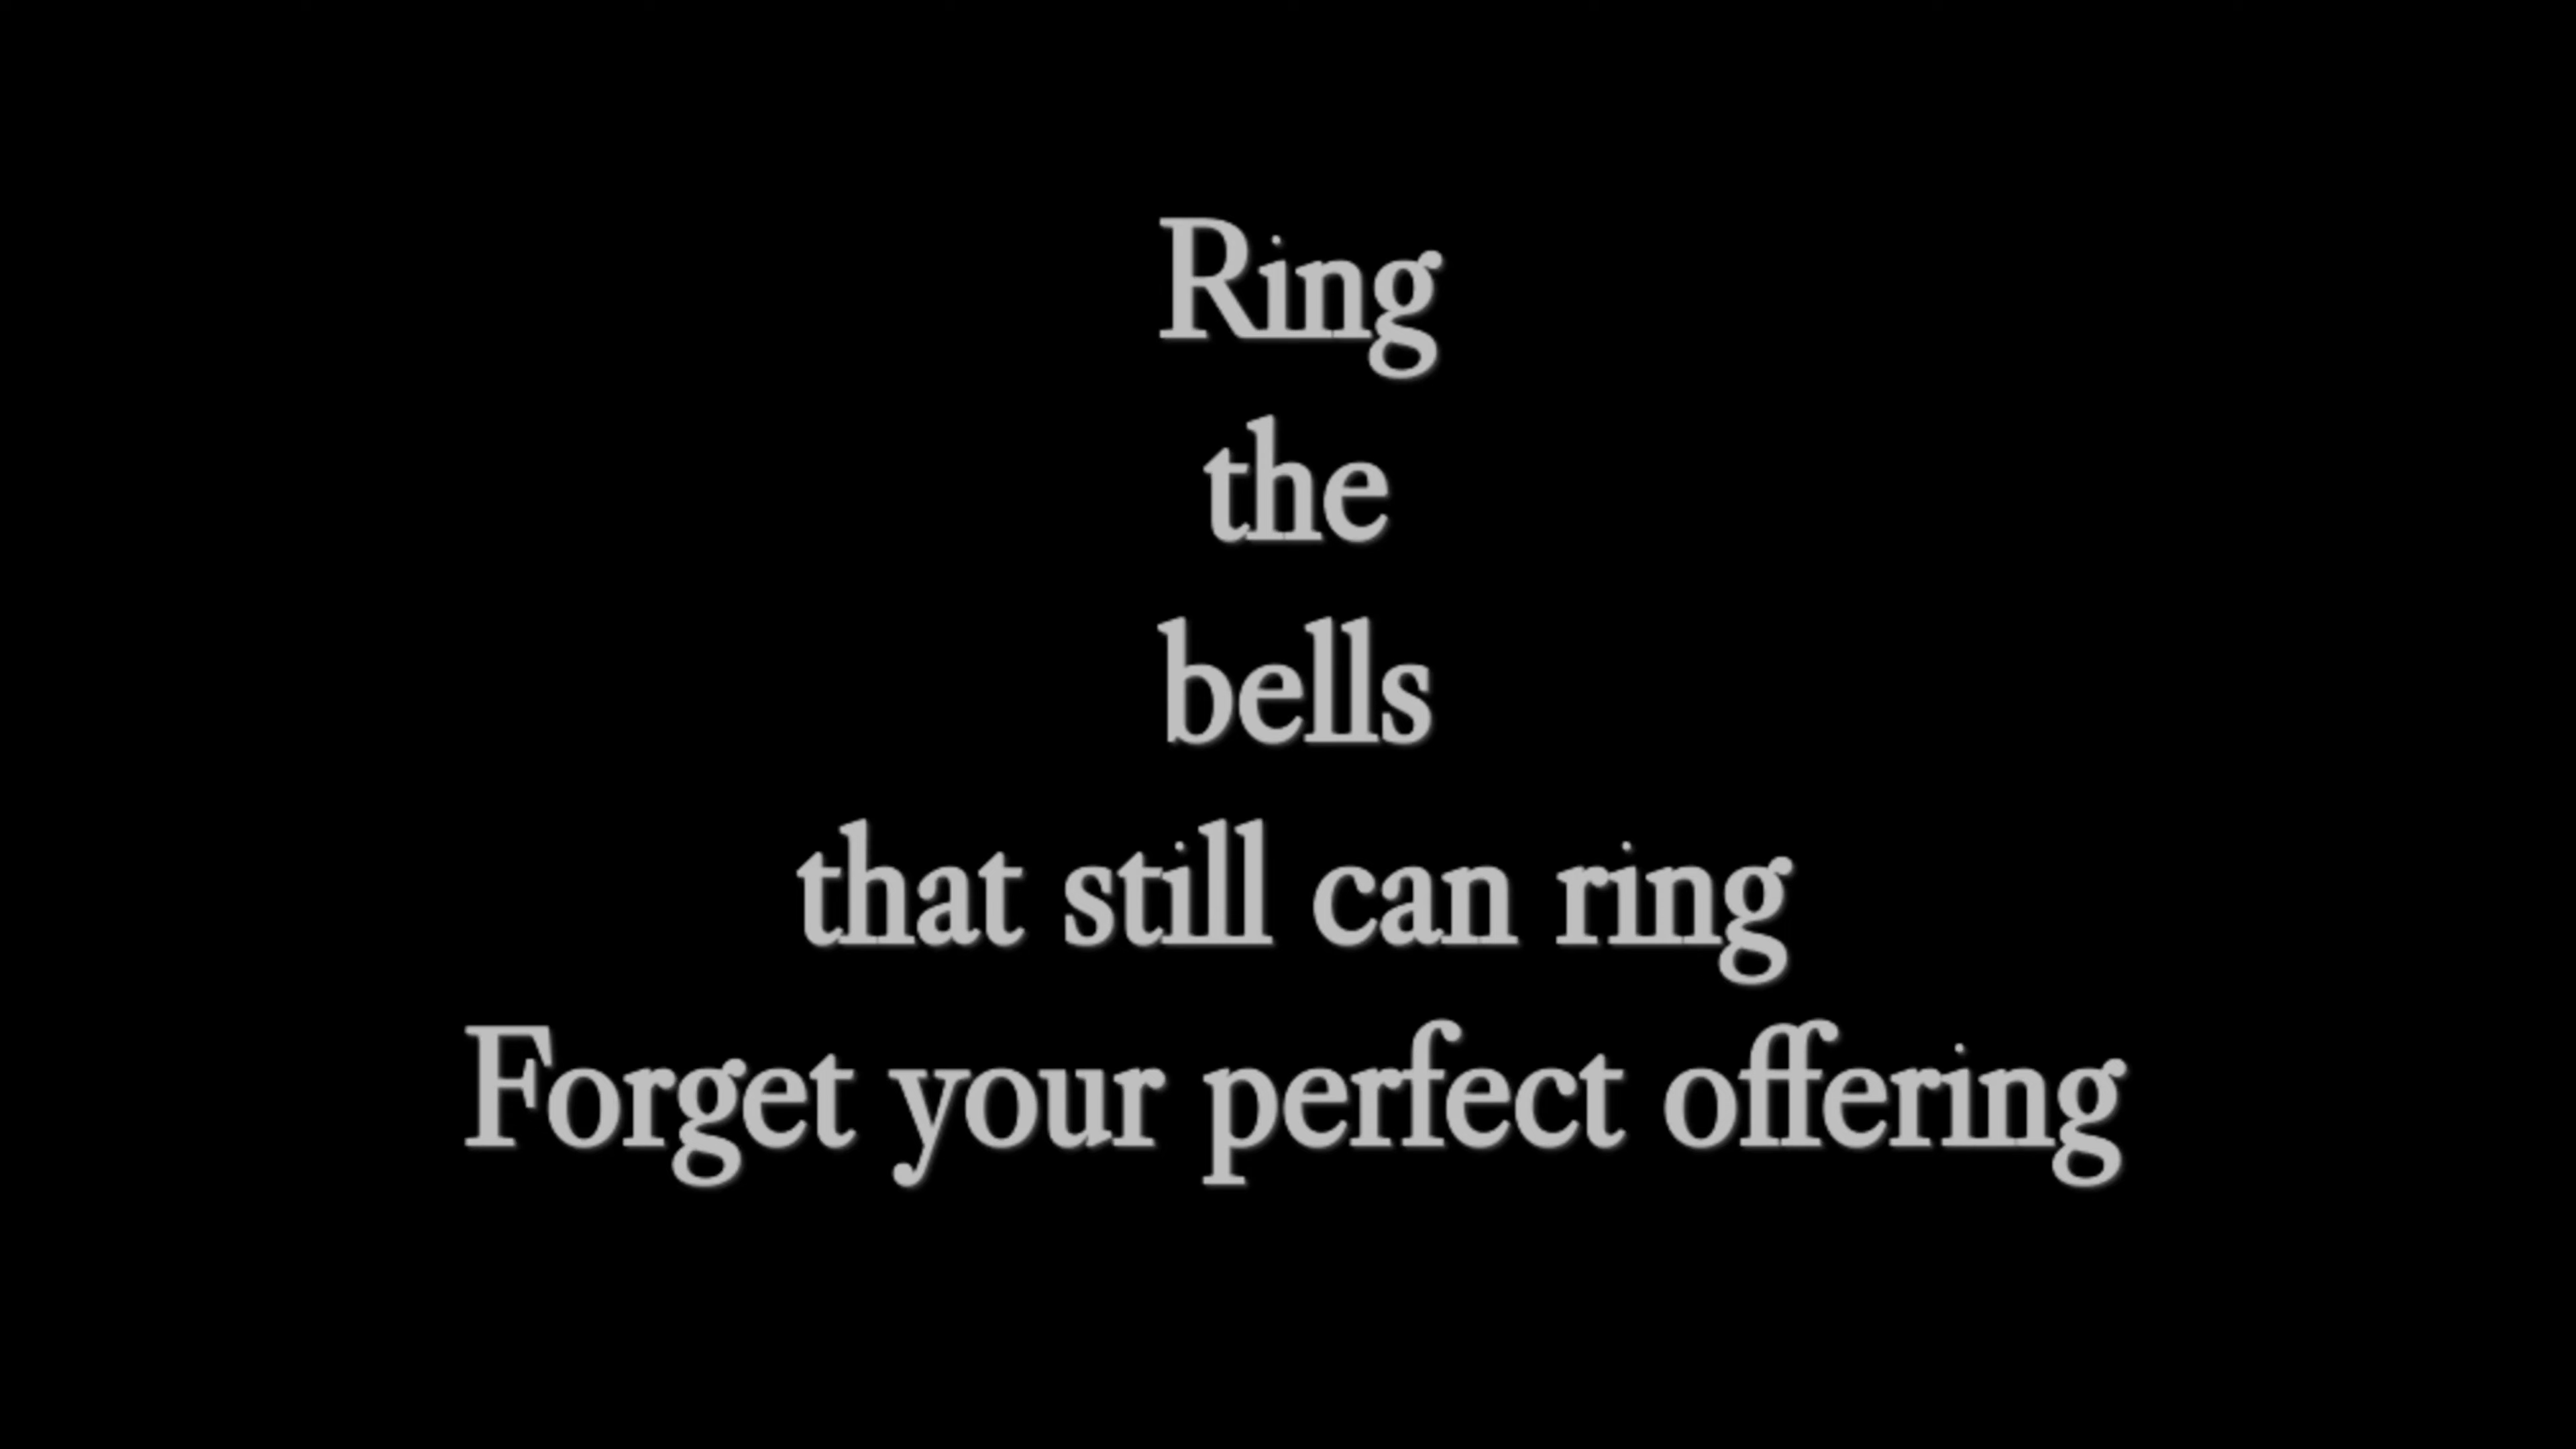 Ring
the
bells
that still can ring
Forget your perfect offering